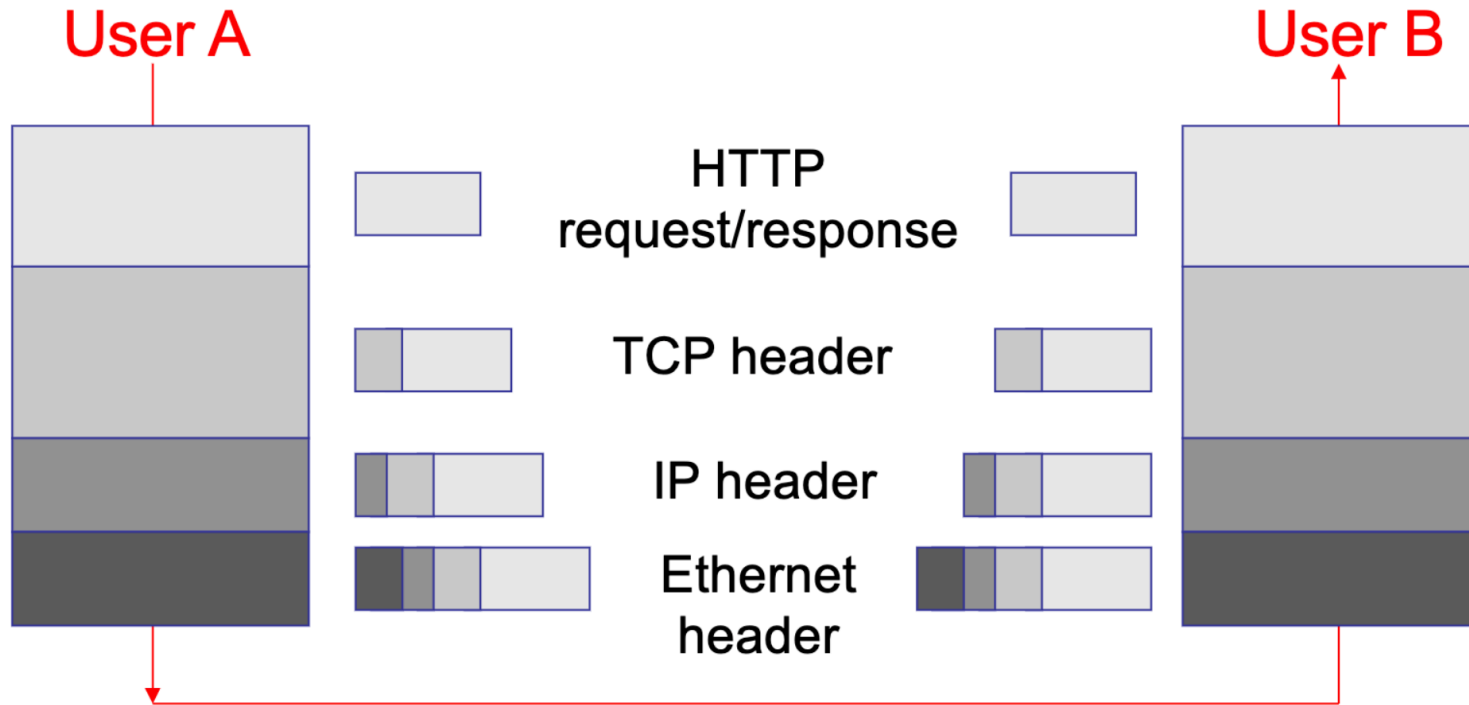 User A
User B
HTTP
request/response
TCP header
IP header
Ethernet
header